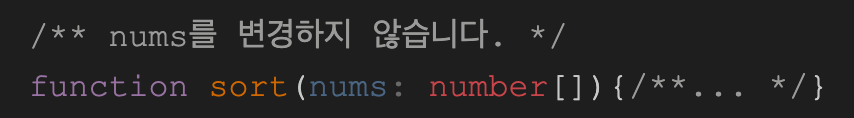 /** nums를 변경하지 않습니다. */
function sort(nums: number[]){/**... */}